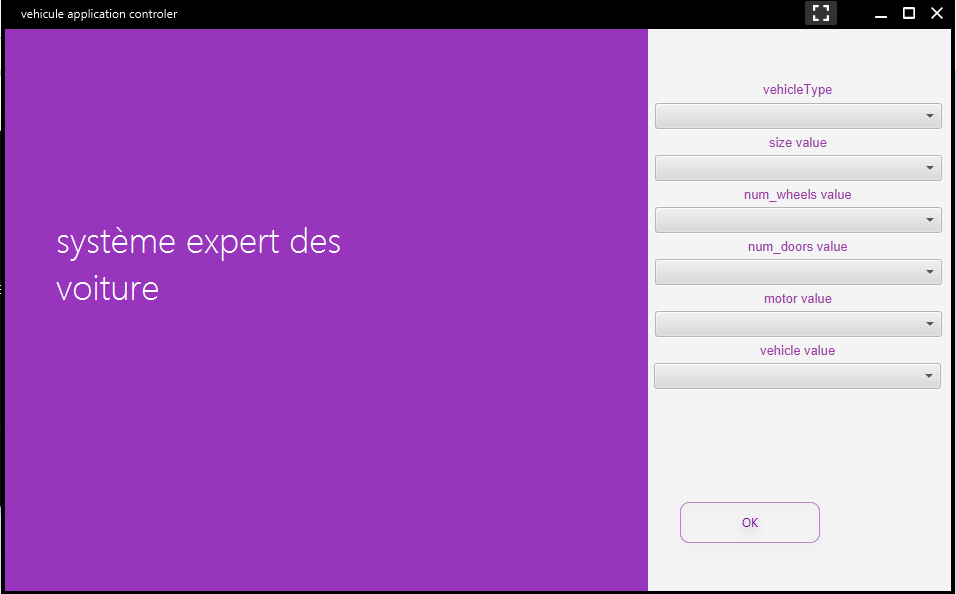 vehicule application controler
système expert des
voiture
vehicleType
size value
num_wheels value
num_doors value
motor value
vehicle value
OK